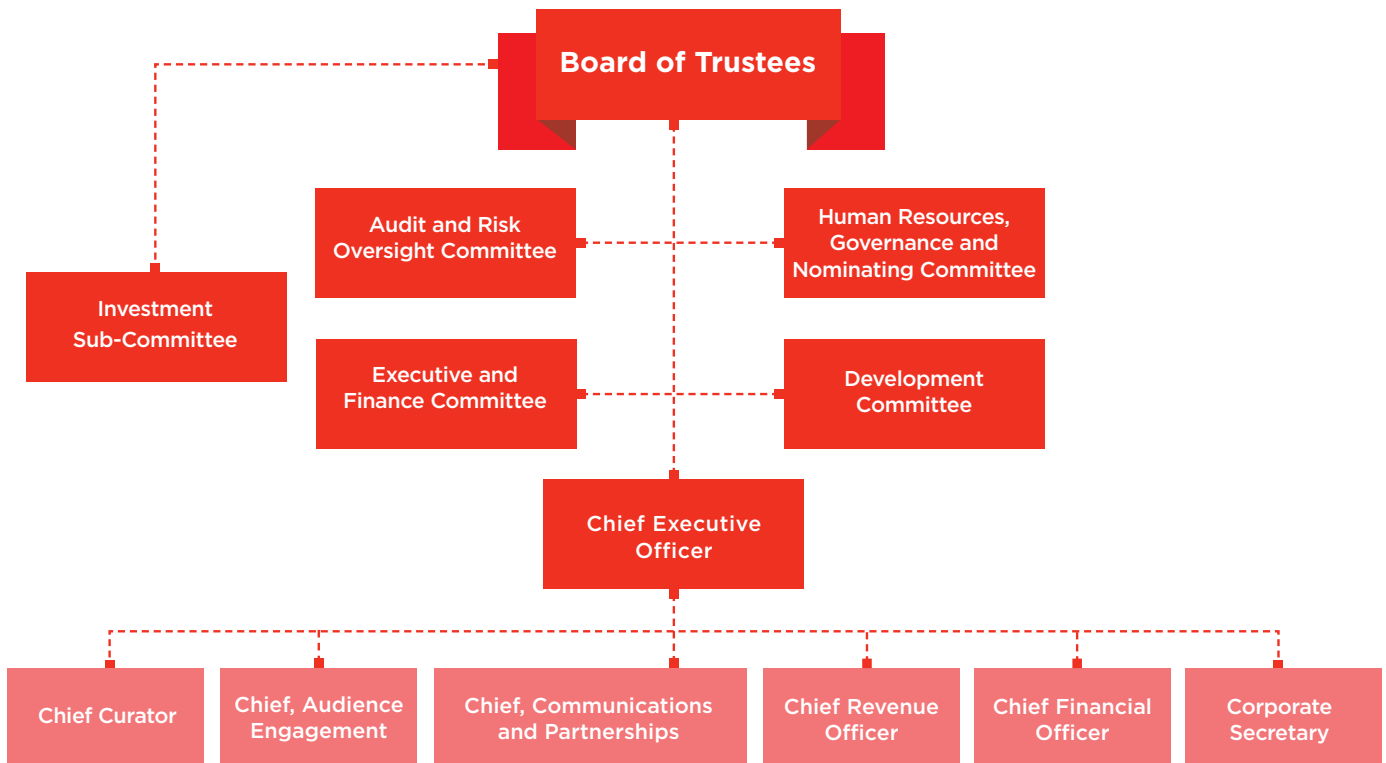 Board of Trustees
Audit and Risk
Oversight Committee
Human Resources,
Governance and
Nominating Committee
Investment
Sub-Committee
Executive and
Finance Committee
Development
Committee
Chief Executive
Officer
Chief Curator
Chief, Audience
Engagement
Chief, Communications
and Partnerships
Chief Revenue
Officer
Chief Financial
Officer
Corporate
Secretary